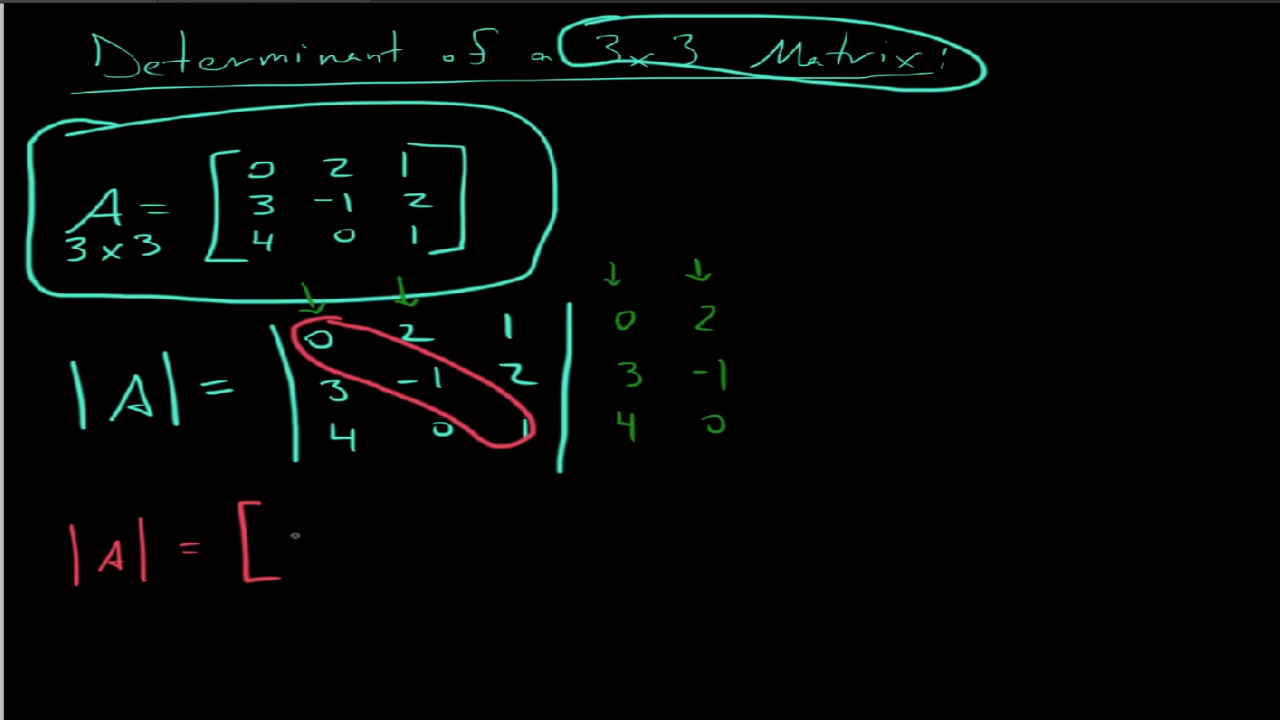 Determinant of a 3x3 Matrix:
A = [ 0 2 1
3 -1 2
3x3 4 0 1 ]
|A| = | 0 2 1 | 0 2
3 -1 2 3 -1
4 0 1 4 0
|A| = [